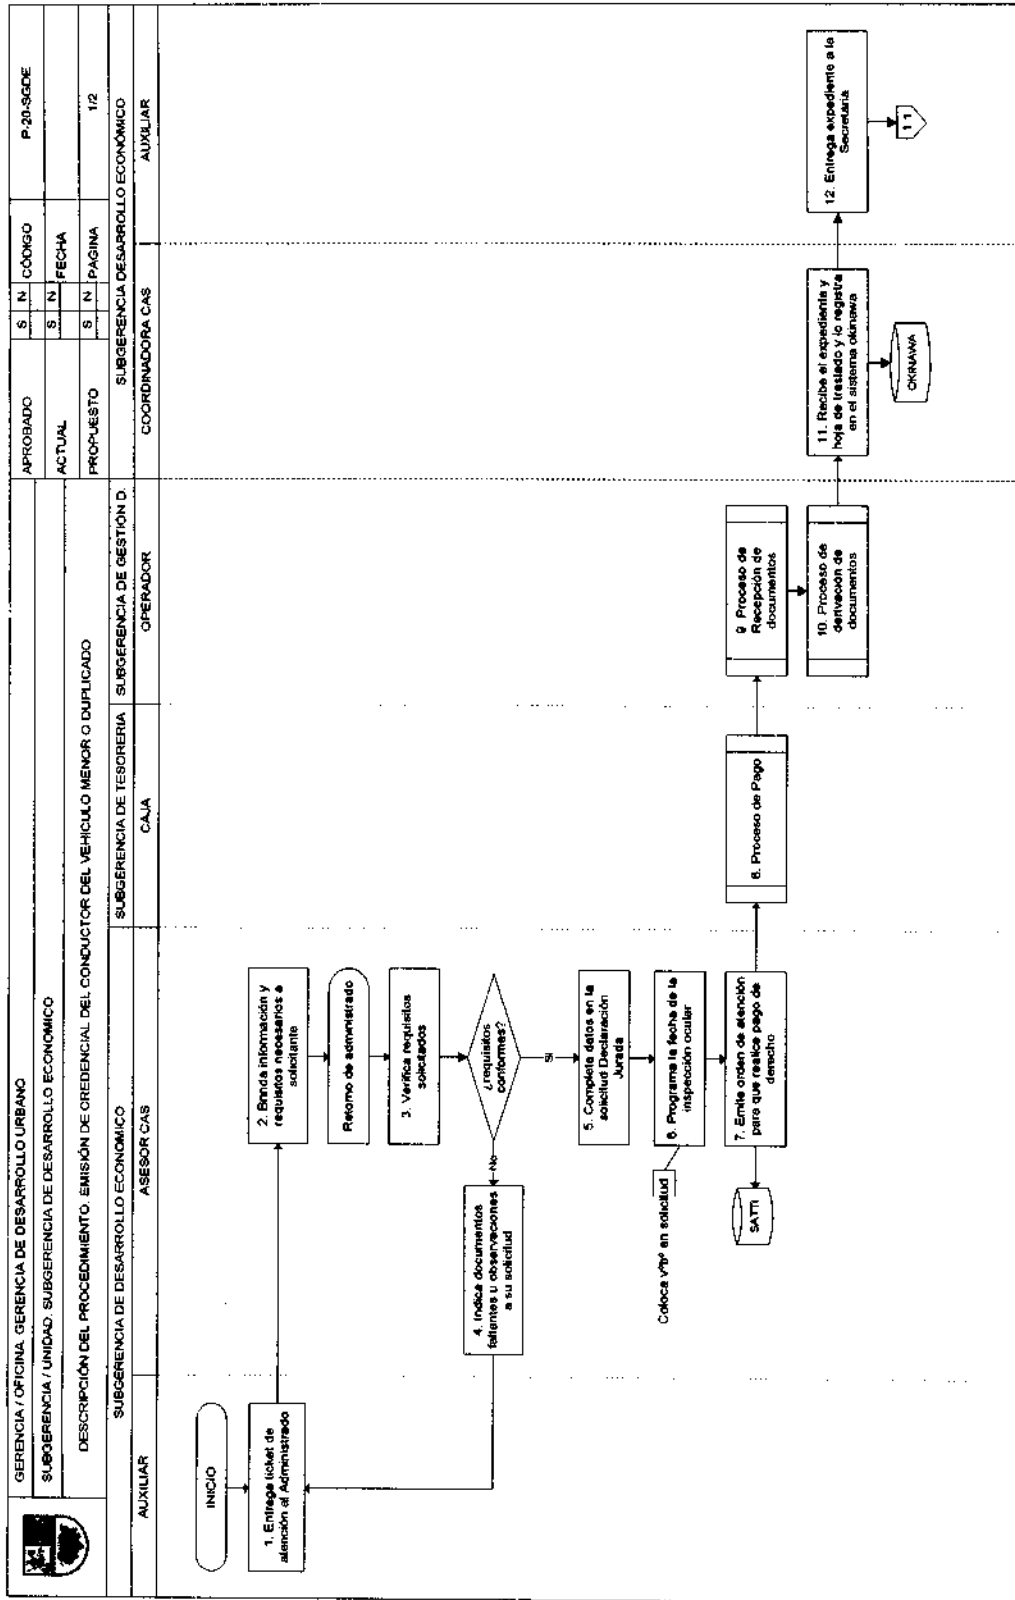 GERENCIA / OFICINA. GERENCIA DE DESARROLLO URBANO
APROBADO
S N
CÓDIGO
P-20-SGDE
SUBGERENCIA / UNIDAD. SUBGERENCIA DE DESARROLLO ECONOMICO
ACTUAL
S N
FECHA
DESCRIPCIÓN DEL PROCEDIMIENTO. EMISIÓN DE CREDENCIAL DEL CONDUCTOR DEL VEHICULO MENOR O DUPLICADO
PROPUESTO
S N
PAGINA
1/2
SUBGERENCIA DE DESARROLLO ECONOMICO
SUBGERENCIA DE TESORERIA
SUBGERENCIA DE GESTIÓN D.
SUBGERENCIA DESARROLLO ECONÓMICO
AUXILIAR
ASESOR CAS
CAJA
OPERADOR
COORDINADORA CAS
AUXILIAR
INICIO
1. Entrega ticket de
atención al Administrado
2. Brinda información y
requisitos necesarios a
solicitante
Retorno de administrado
3. Verifica requisitos
solicitados
¿requisitos
conformes?
No
4. Indica documentos
faltantes u observaciones
a su solicitud
SI
5. Completa datos en la
solicitud Declaración
Jurada
6. Programa la fecha de la
inspección ocular
Coloca vºbº en solicitud
7. Emite orden de atención
para que realice pago de
derecho
SATTI
8. Proceso de Pago
9. Proceso de
Recepción de
documentos
10. Proceso de
derivación de
documentos
11. Recibe el expediente y
hoja de traslado y lo registra
en el sistema okinawa
OKINAWA
12. Entrega expediente a la
Secretaria
1 1